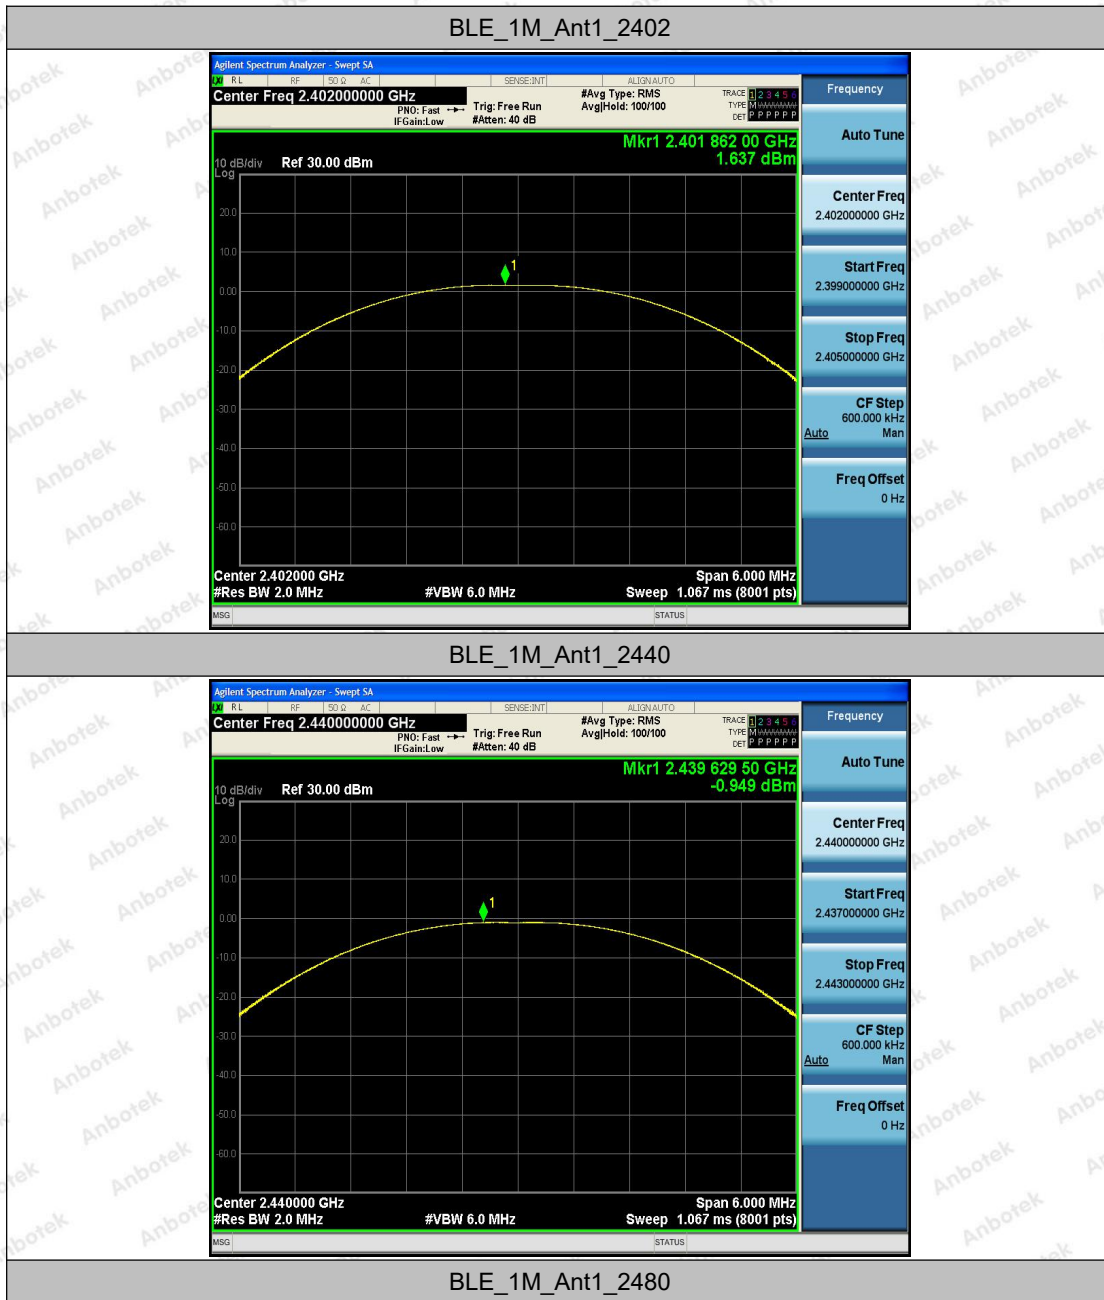 BLE_1M_Ant1_2402
Agilent Spectrum Analyzer - Swept SA
RL RF 50 Ω AC SENSE:INT ALIGNAUTO
Center Freq 2.402000000 GHz
PNO: Fast
IFGain:Low
Trig: Free Run
#Atten: 40 dB
#Avg Type: RMS
Avg|Hold: 100/100
TRACE 1 2 3 4 5 6
TYPE M
DET P P P P P P
Frequency
Auto Tune
Mkr1 2.401 862 00 GHz
1.637 dBm
10 dB/div Ref 30.00 dBm
Log
20.0
10.0
0.00
-10.0
-20.0
-30.0
-40.0
-50.0
-60.0
1
Center Freq
2.402000000 GHz
Start Freq
2.399000000 GHz
Stop Freq
2.405000000 GHz
CF Step
600.000 kHz
Auto Man
Freq Offset
0 Hz
Center 2.402000 GHz Span 6.000 MHz
#Res BW 2.0 MHz #VBW 6.0 MHz Sweep 1.067 ms (8001 pts)
MSG STATUS
BLE_1M_Ant1_2440
Agilent Spectrum Analyzer - Swept SA
RL RF 50 Ω AC SENSE:INT ALIGNAUTO
Center Freq 2.440000000 GHz
PNO: Fast
IFGain:Low
Trig: Free Run
#Atten: 40 dB
#Avg Type: RMS
Avg|Hold: 100/100
TRACE 1 2 3 4 5 6
TYPE M
DET P P P P P P
Frequency
Auto Tune
Mkr1 2.439 629 50 GHz
-0.949 dBm
10 dB/div Ref 30.00 dBm
Log
20.0
10.0
0.00
-10.0
-20.0
-30.0
-40.0
-50.0
-60.0
1
Center Freq
2.440000000 GHz
Start Freq
2.437000000 GHz
Stop Freq
2.443000000 GHz
CF Step
600.000 kHz
Auto Man
Freq Offset
0 Hz
Center 2.440000 GHz Span 6.000 MHz
#Res BW 2.0 MHz #VBW 6.0 MHz Sweep 1.067 ms (8001 pts)
MSG STATUS
BLE_1M_Ant1_2480